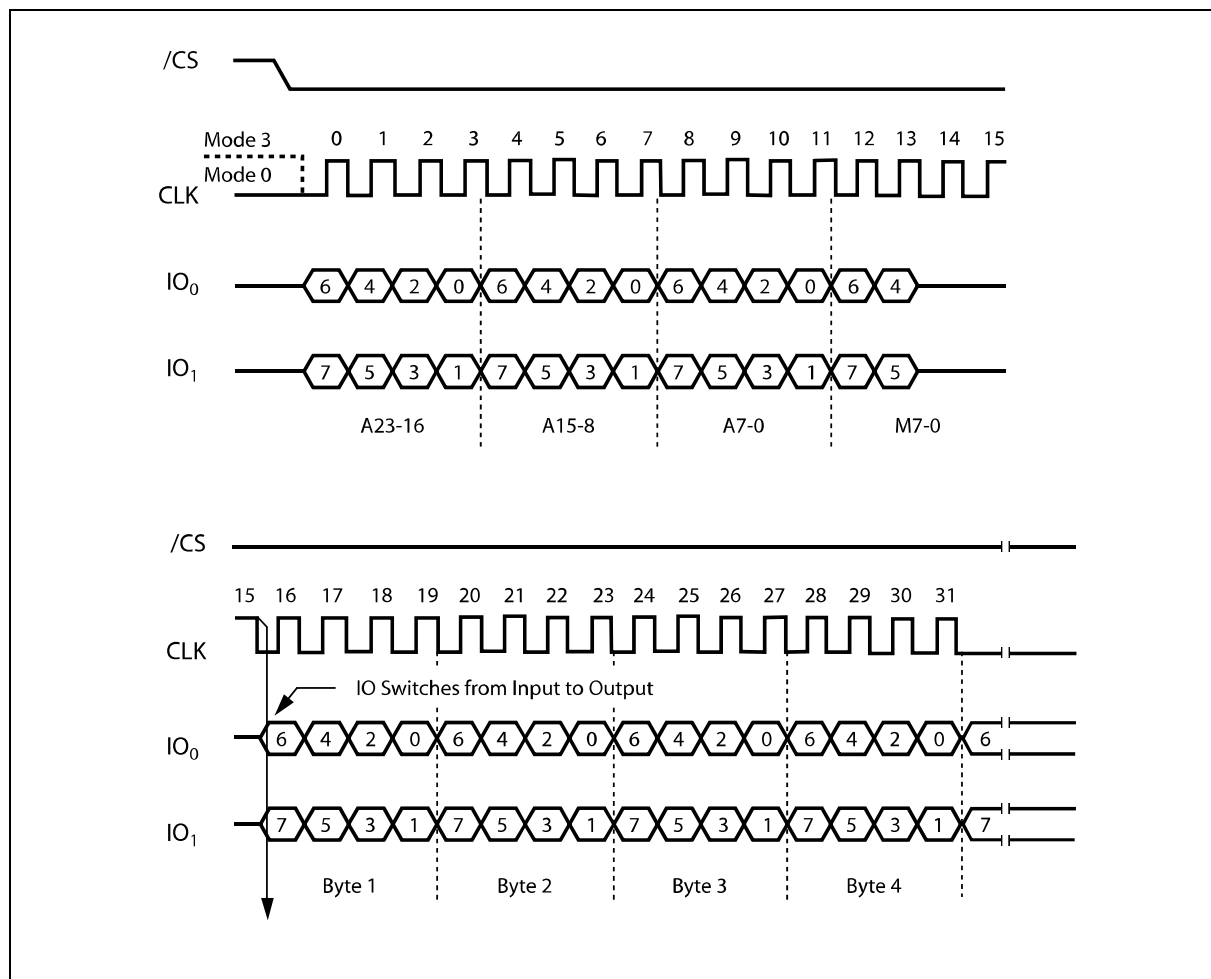 /CS
Mode 3
0 1 2 3 4 5 6 7 8 9 10 11 12 13 14 15
Mode 0
CLK
IO0
6 4 2 0 6 4 2 0 6 4 2 0 6 4
IO1
7 5 3 1 7 5 3 1 7 5 3 1 7 5
A23-16 A15-8 A7-0 M7-0
/CS
15 16 17 18 19 20 21 22 23 24 25 26 27 28 29 30 31
CLK
IO Switches from Input to Output
IO0
6 4 2 0 6 4 2 0 6 4 2 0 6 4 2 0 6
IO1
7 5 3 1 7 5 3 1 7 5 3 1 7 5 3 1 7
Byte 1 Byte 2 Byte 3 Byte 4